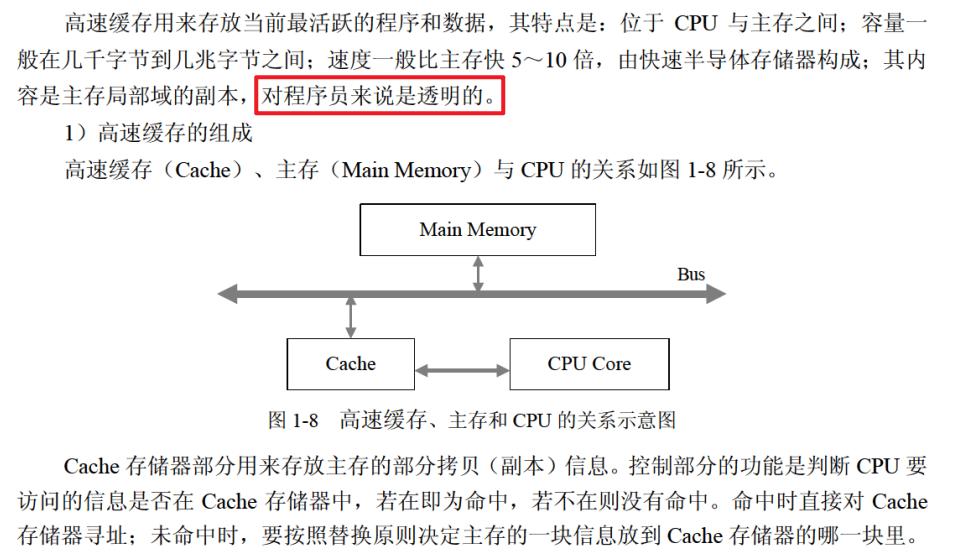 高速缓存用来存放当前最活跃的程序和数据，其特点是：位于 CPU 与主存之间；容量一
般在几千字节到几兆字节之间；速度一般比主存快 5～10 倍，由快速半导体存储器构成；其内
容是主存局部域的副本，对程序员来说是透明的。
1）高速缓存的组成
高速缓存（Cache）、主存（Main Memory）与 CPU 的关系如图 1-8 所示。
Main Memory
Bus
Cache
CPU Core
图 1-8 高速缓存、主存和 CPU 的关系示意图
Cache 存储器部分用来存放主存的部分拷贝（副本）信息。控制部分的功能是判断 CPU 要
访问的信息是否在 Cache 存储器中，若在即为命中，若不在则没有命中。命中时直接对 Cache
存储器寻址；未命中时，要按照替换原则决定主存的一块信息放到 Cache 存储器的哪一块里。